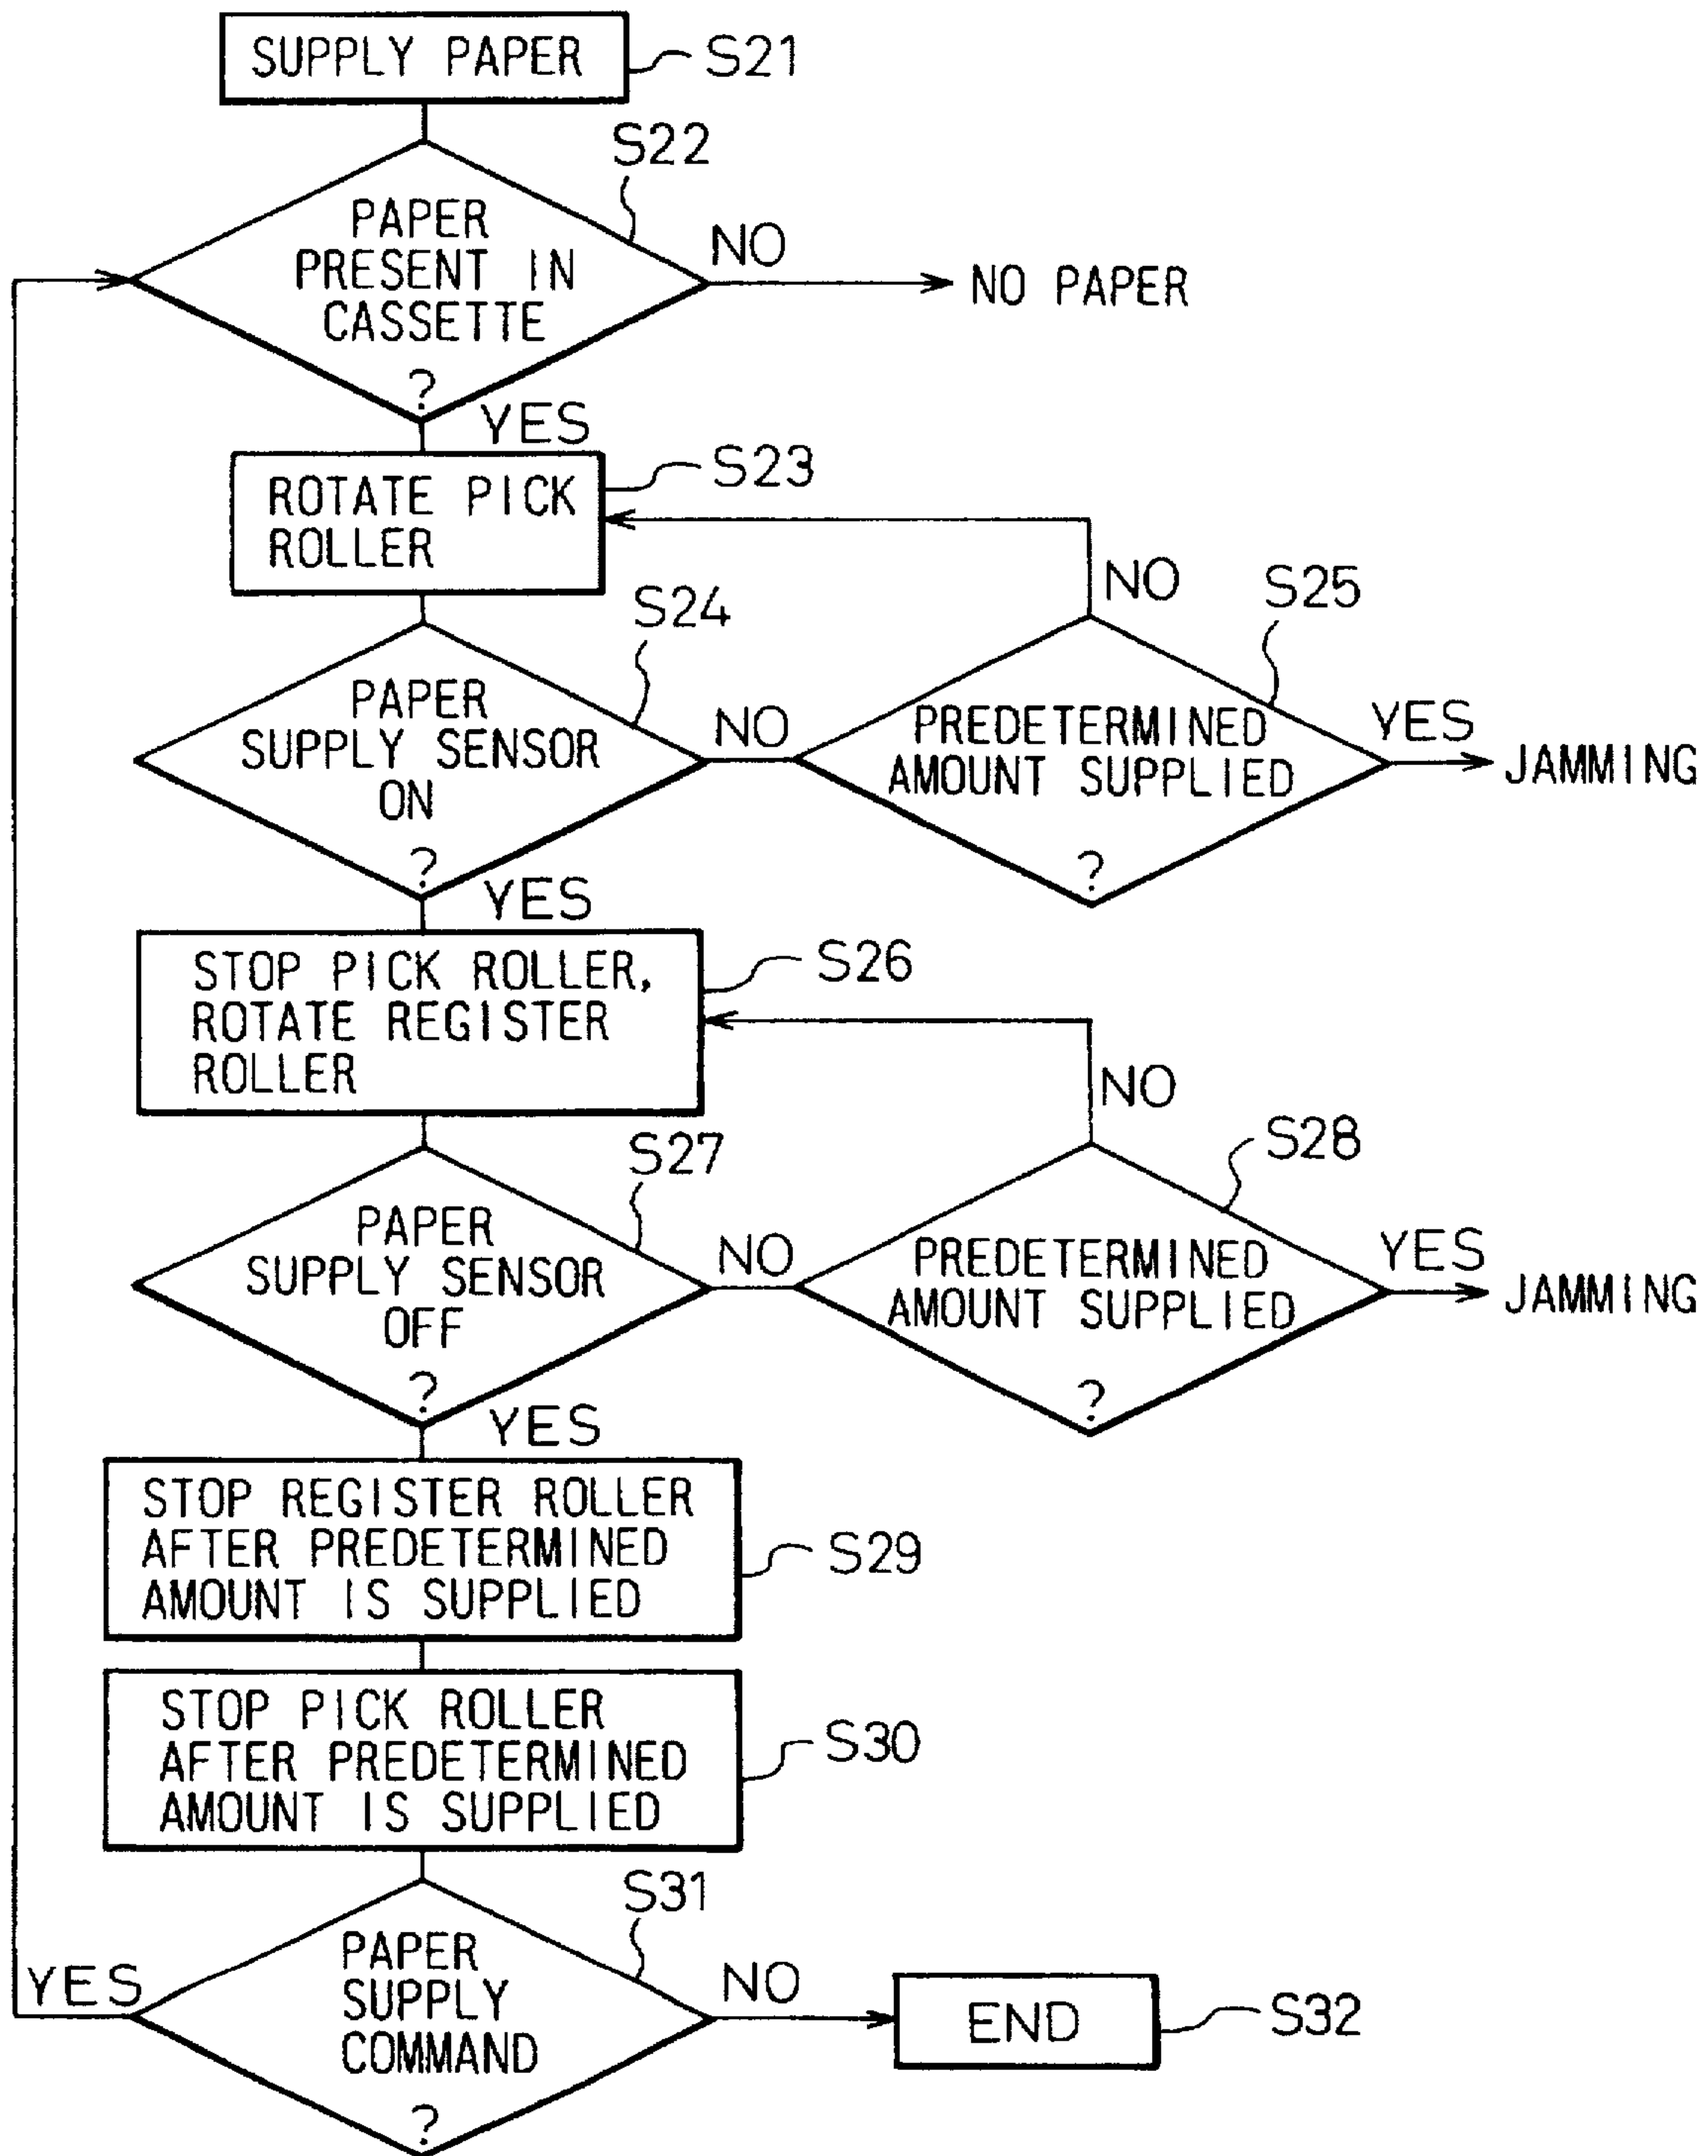 SUPPLY PAPER
S21
S22
PAPER
PRESENT IN
CASSETTE
?
NO
NO PAPER
YES
ROTATE PICK
ROLLER
S23
S24
PAPER
SUPPLY SENSOR
ON
?
NO
NO
S25
PREDETERMINED
AMOUNT SUPPLIED
?
YES
JAMMING
YES
STOP PICK ROLLER,
ROTATE REGISTER
ROLLER
S26
S27
PAPER
SUPPLY SENSOR
OFF
?
NO
NO
S28
PREDETERMINED
AMOUNT SUPPLIED
?
YES
JAMMING
YES
STOP REGISTER ROLLER
AFTER PREDETERMINED
AMOUNT IS SUPPLIED
S29
STOP PICK ROLLER
AFTER PREDETERMINED
AMOUNT IS SUPPLIED
S30
S31
YES
PAPER
SUPPLY
COMMAND
?
NO
END
S32